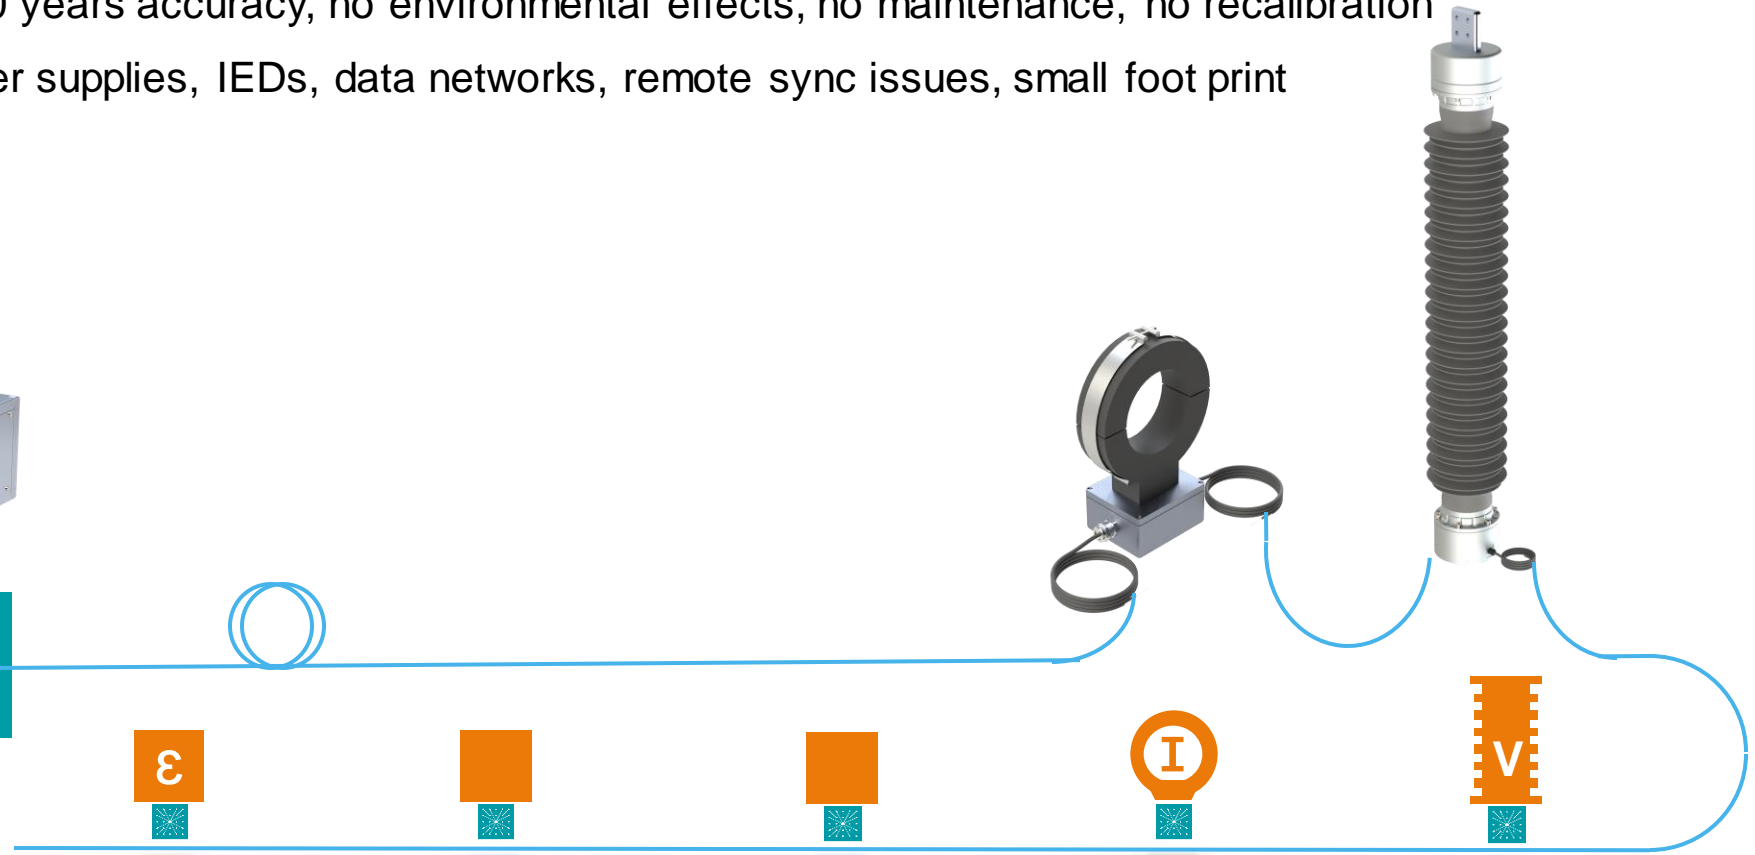 years accuracy, no environmental effects, no maintenance, no recalibration
supplies, IEDs, data networks, remote sync issues, small foot print
ε
I
V